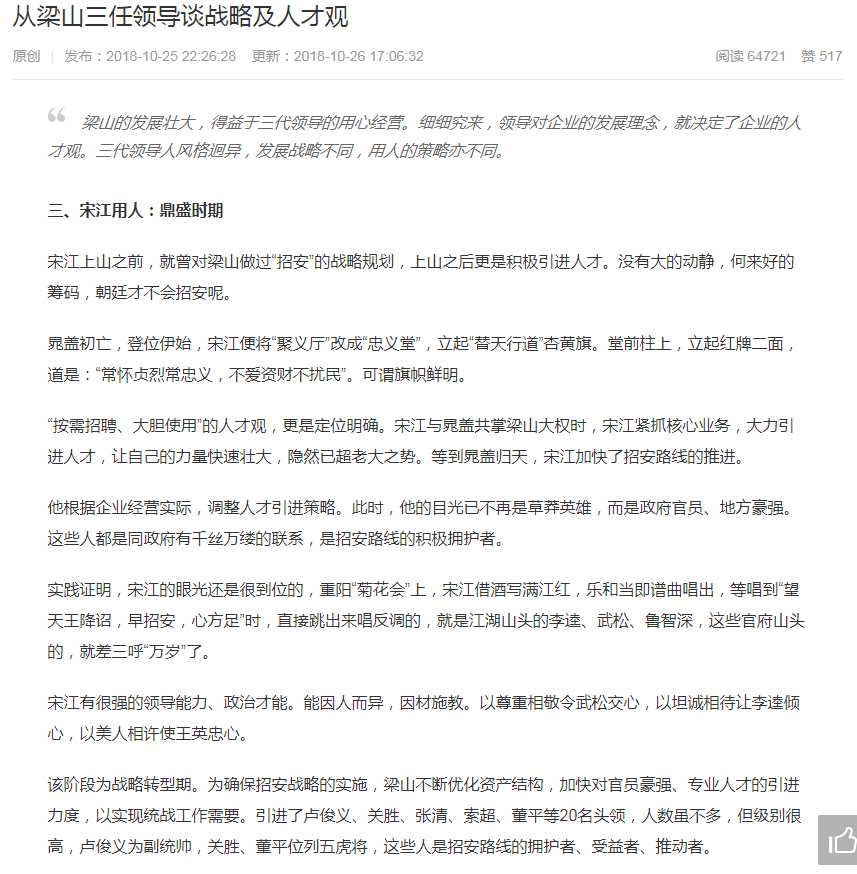 从梁山三任领导谈战略及人才观
原创 | 发布：2018-10-25 22:26:28 更新：2018-10-26 17:06:32 阅读 64721 赞 517
“ 梁山的发展壮大，得益于三代领导的用心经营。细细究来，领导对企业的发展理念，就决定了企业的人
才观。三代领导人风格迥异，发展战略不同，用人的策略亦不同。
三、宋江用人：鼎盛时期
宋江上山之前，就曾对梁山做过“招安”的战略规划，上山之后更是积极引进人才。没有大的动静，何来好的
筹码，朝廷才不会招安呢。
晁盖初亡，登位伊始，宋江便将“聚义厅”改成“忠义堂”，立起“替天行道”杏黄旗。堂前柱上，立起红牌二面，
道是：“常怀贞烈常忠义，不爱资财不扰民”。可谓旗帜鲜明。
“按需招聘、大胆使用”的人才观，更是定位明确。宋江与晁盖共掌梁山大权时，宋江紧抓核心业务，大力引
进人才，让自己的力量快速壮大，隐然已超老大之势。等到晁盖归天，宋江加快了招安路线的推进。
他根据企业经营实际，调整人才引进策略。此时，他的目光已不再是草莽英雄，而是政府官员、地方豪强。
这些人都是同政府有千丝万缕的联系，是招安路线的积极拥护者。
实践证明，宋江的眼光还是很到位的，重阳“菊花会”上，宋江借酒写满江红，乐和当即谱曲唱出，等唱到“望
天王降诏，早招安，心方足”时，直接跳出来唱反调的，就是江湖山头的李逵、武松、鲁智深，这些官府山头
的，就差三呼“万岁”了。
宋江有很强的领导能力、政治才能。能因人而异，因材施教。以尊重相敬令武松交心，以坦诚相待让李逵倾
心，以美人相许使王英忠心。
该阶段为战略转型期。为确保招安战略的实施，梁山不断优化资产结构，加快对官员豪强、专业人才的引进
力度，以实现统战工作需要。引进了卢俊义、关胜、张清、索超、董平等20名头领，人数虽不多，但级别很
高，卢俊义为副统帅，关胜、董平位列五虎将，这些人是招安路线的拥护者、受益者、推动者。